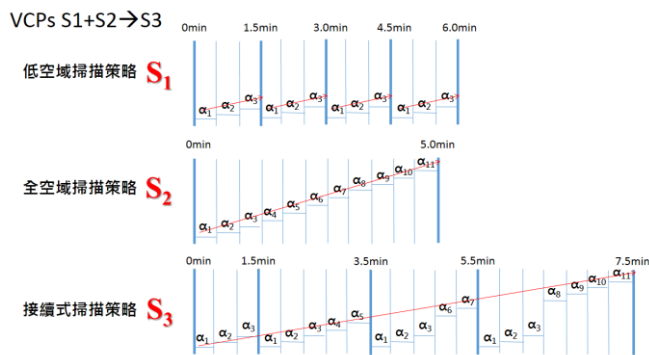 VCPs S1+S2→S3
0min 1.5min 3.0min 4.5min 6.0min
低空域掃描策略 S₁
α₁ α₂ α₃ α₁ α₂ α₃ α₁ α₂ α₃ α₁ α₂ α₃
0min 5.0min
全空域掃描策略 S₂
α₁ α₂ α₃ α₄ α₅ α₆ α₇ α₈ α₉ α₁₀ α₁₁
0min 1.5min 3.5min 5.5min 7.5min
接續式掃描策略 S₃
α₁ α₂ α₃ α₁ α₂ α₃ α₄ α₅ α₁ α₂ α₃ α₆ α₇ α₁ α₂ α₃ α₈ α₉ α₁₀ α₁₁